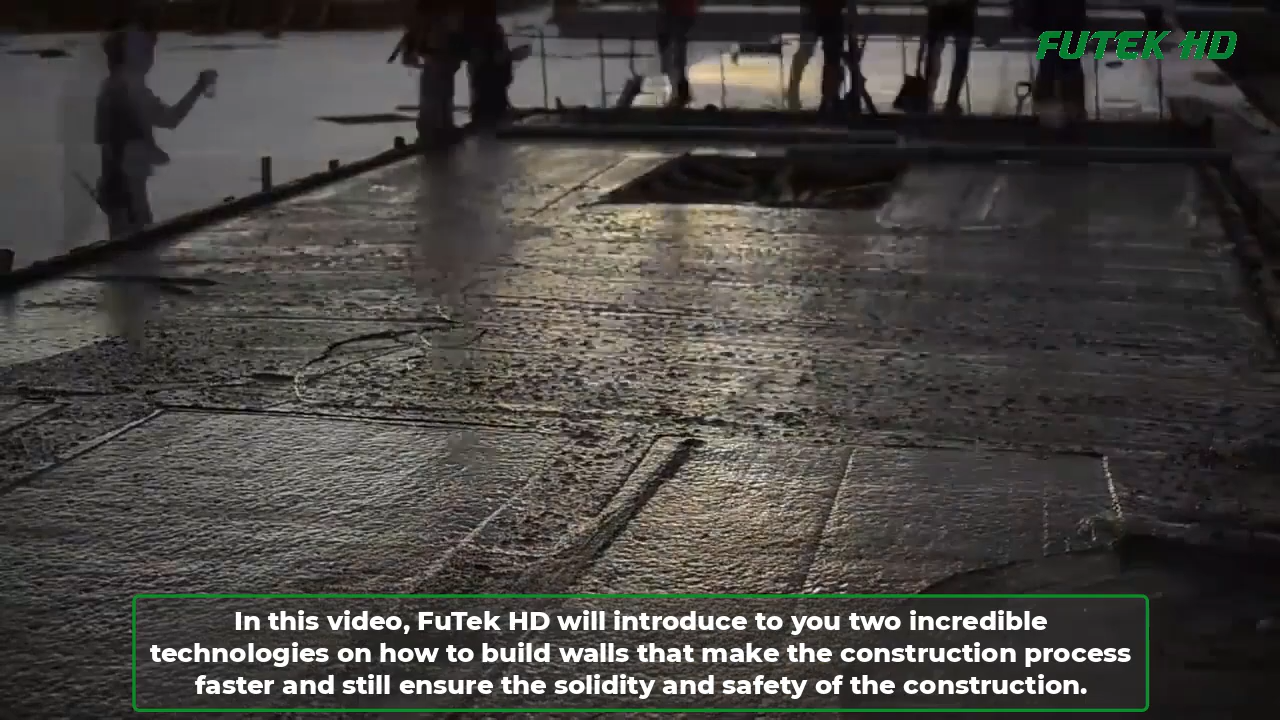 FUTEK HD
In this video, FuTek HD will introduce to you two incredible
technologies on how to build walls that make the construction process
faster and still ensure the solidity and safety of the construction.